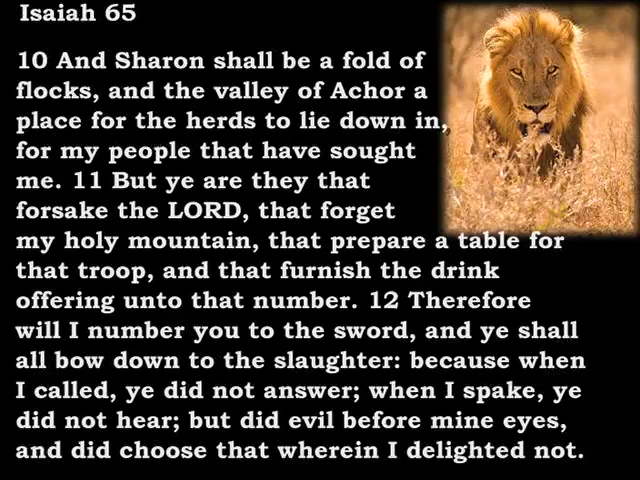 Isaiah 65
10 And Sharon shall be a fold of
flocks, and the valley of Achor a
place for the herds to lie down in,
for my people that have sought
me. 11 But ye are they that
forsake the LORD, that forget
my holy mountain, that prepare a table for
that troop, and that furnish the drink
offering unto that number. 12 Therefore
will I number you to the sword, and ye shall
all bow down to the slaughter: because when
I called, ye did not answer; when I spake, ye
did not hear; but did evil before mine eyes,
and did choose that wherein I delighted not.